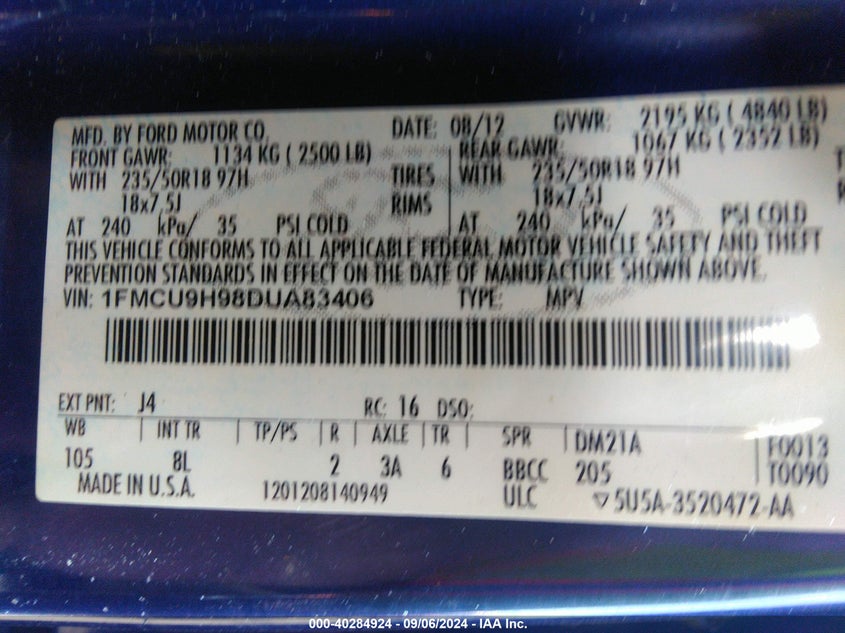 MFD. BY FORD MOTOR CO. DATE: 08/12 GVWR: 2195 KG ( 4840 LB)
FRONT GAWR: 1134 KG ( 2500 LB) REAR GAWR: 1067 KG ( 2352 LB)
WITH 235/50R18 97H TIRES WITH 235/50R18 97H
18x7.5J RIMS 18x7.5J
AT 240 kPa/ 35 PSI COLD AT 240 kPa/ 35 PSI COLD
THIS VEHICLE CONFORMS TO ALL APPLICABLE FEDERAL MOTOR VEHICLE SAFETY AND THEFT
PREVENTION STANDARDS IN EFFECT ON THE DATE OF MANUFACTURE SHOWN ABOVE.
VIN: 1FMCU9H98DUA83406 TYPE: MPV
EXT PNT: J4 RC: 16 DSO:
WB INT TR TP/PS R AXLE TR SPR DM21A F0013
105 8L 2 3A 6 BBCC 205 T0090
MADE IN U.S.A. 1201208140949 ULC 5U5A-3520472-AA
000-40284924 - 09/06/2024 - IAA Inc.